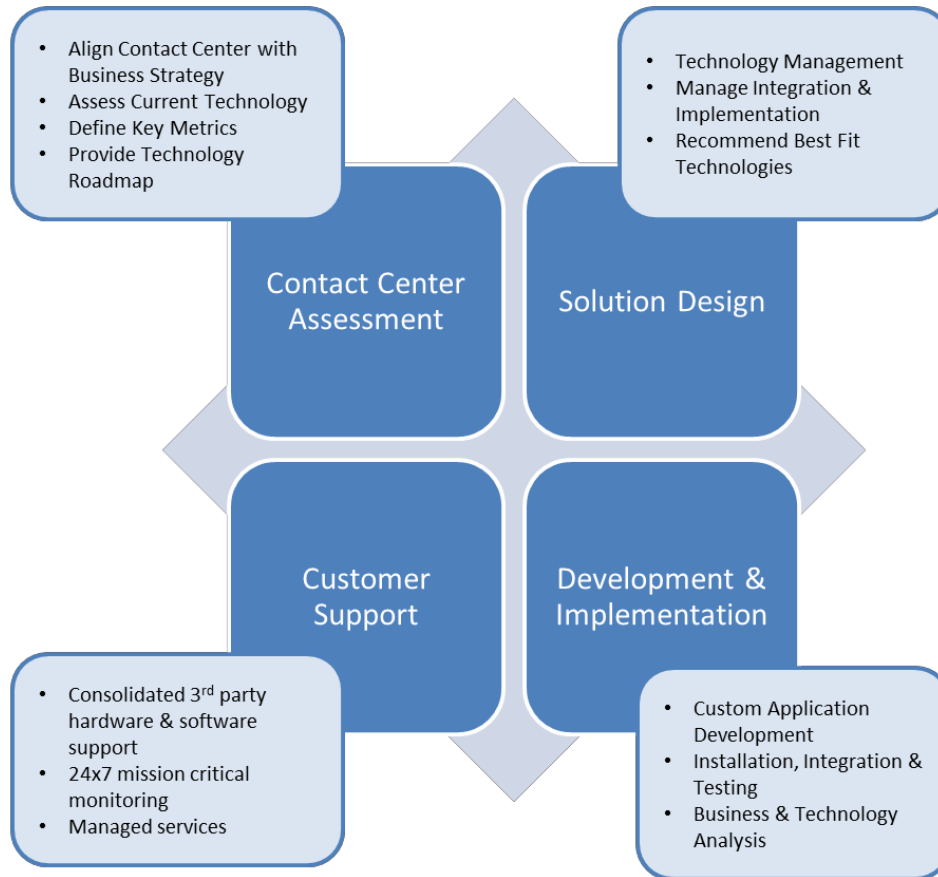 • Align Contact Center with
Business Strategy
• Assess Current Technology
• Define Key Metrics
• Provide Technology
Roadmap
• Technology Management
• Manage Integration &
Implementation
• Recommend Best Fit
Technologies
Contact Center
Assessment
Solution Design
Customer
Support
Development &
Implementation
• Consolidated 3rd party
hardware & software
support
• 24x7 mission critical
monitoring
• Managed services
• Custom Application
Development
• Installation, Integration &
Testing
• Business & Technology
Analysis